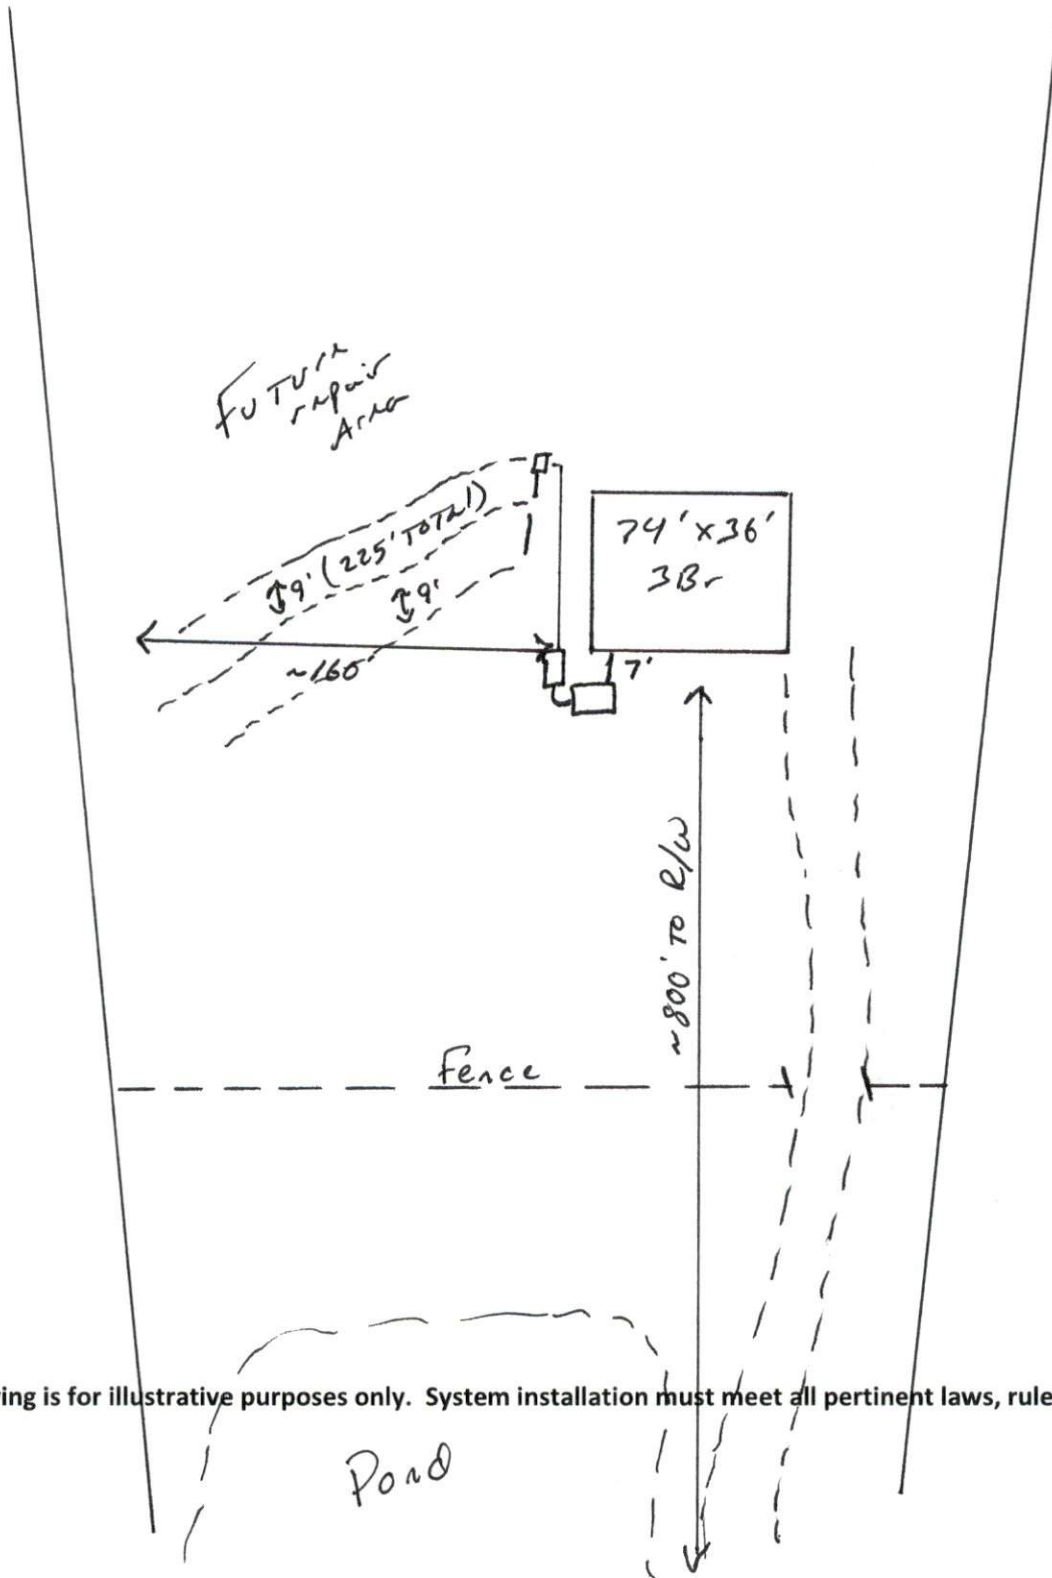 Future
repair
Area
9' (225' TOTAL)
9'
74' x 36'
3Br
~160
7'
~800' TO R/W
Fence
ing is for illustrative purposes only. System installation must meet all pertinent laws, rule
Pond